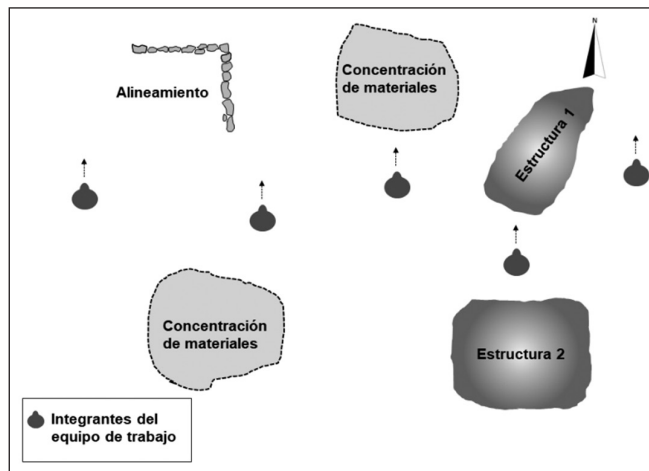 N
Alineamiento
Concentración
de materiales
Estructura 1
Concentración
de materiales
Estructura 2
Integrantes del
equipo de trabajo